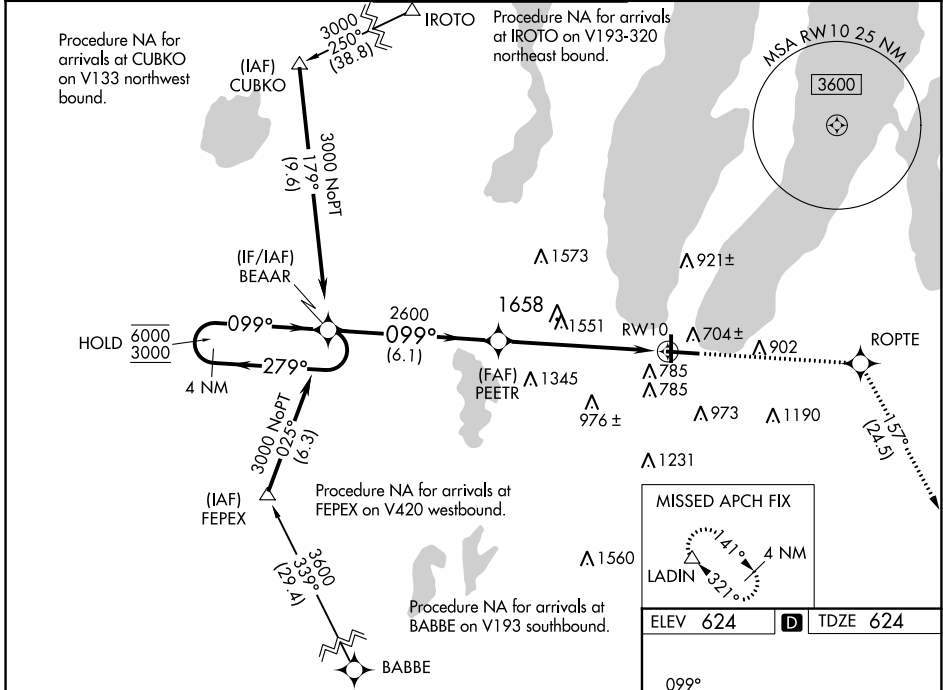 Procedure NA for
arrivals at CUBKO
on V133 northwest
bound.
3000
250°
(38.8)
IROTO
Procedure NA for arrivals
at IROTO on V193-320
northeast bound.
MSA RW10 25 NM
3600
(IAF)
CUBKO
3000 NoPT
179°
(9.6)
(IF/IAF)
BEAAR
HOLD
6000
3000
099°
279°
4 NM
2600
099°
(6.1)
(FAF)
PEETR
1573
1658
1551
921±
RW10
704±
902
ROPTE
785
785
1345
976 ±
973
1190
1231
157°
(24.5)
3000 NoPT
025°
(6.3)
(IAF)
FEPEX
Procedure NA for arrivals at
FEPEX on V420 westbound.
3600
339°
(29.4)
1560
Procedure NA for arrivals at
BABBE on V193 southbound.
BABBE
MISSED APCH FIX
141°
4 NM
LADIN
321°
ELEV 624
D
TDZE 624
099°